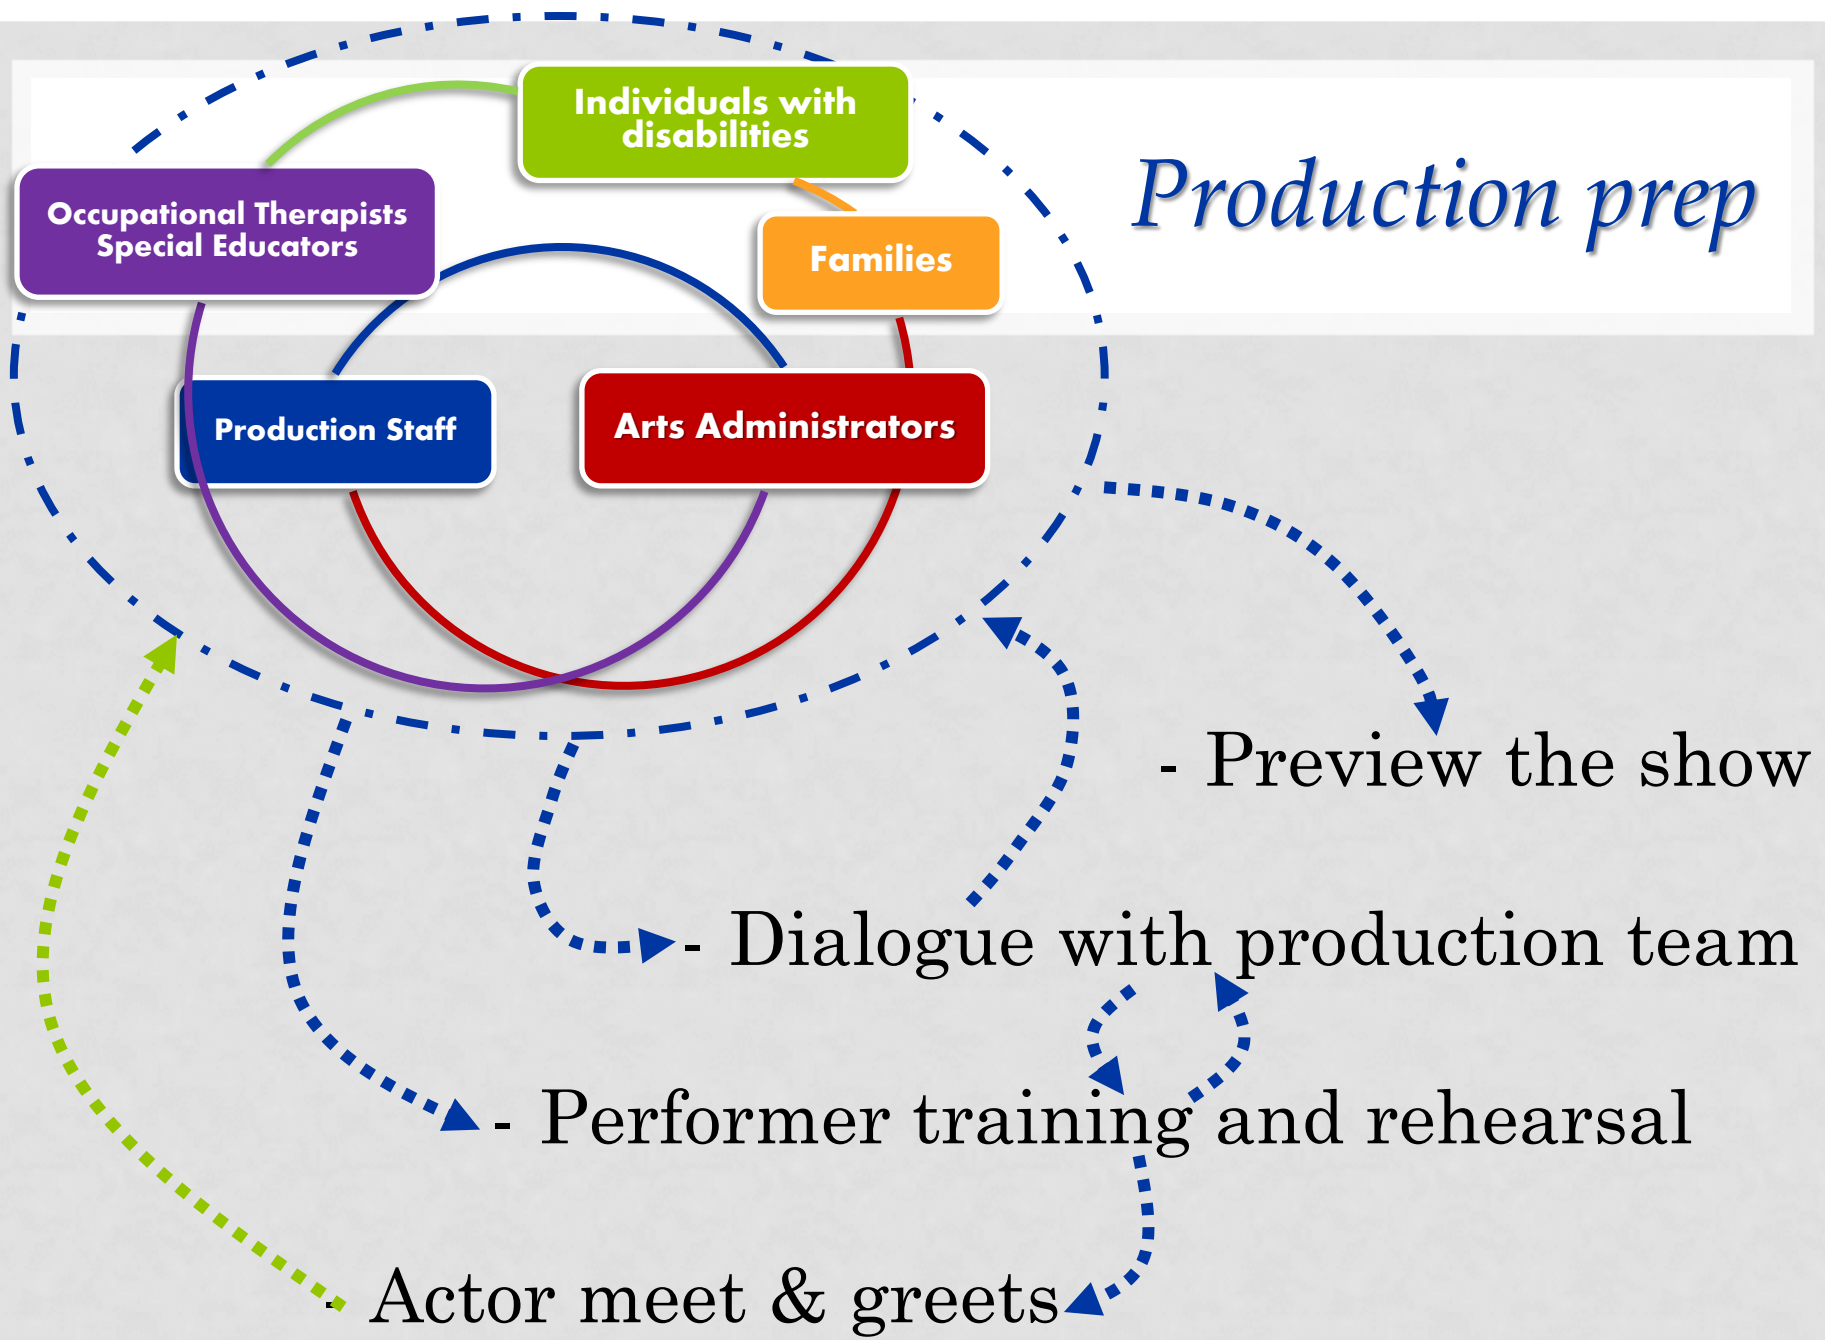 Individuals with
disabilities
Production prep
Occupational Therapists
Special Educators
Families
Production Staff
Arts Administrators
- Preview the show
- Dialogue with production team
- Performer training and rehearsal
- Actor meet & greets